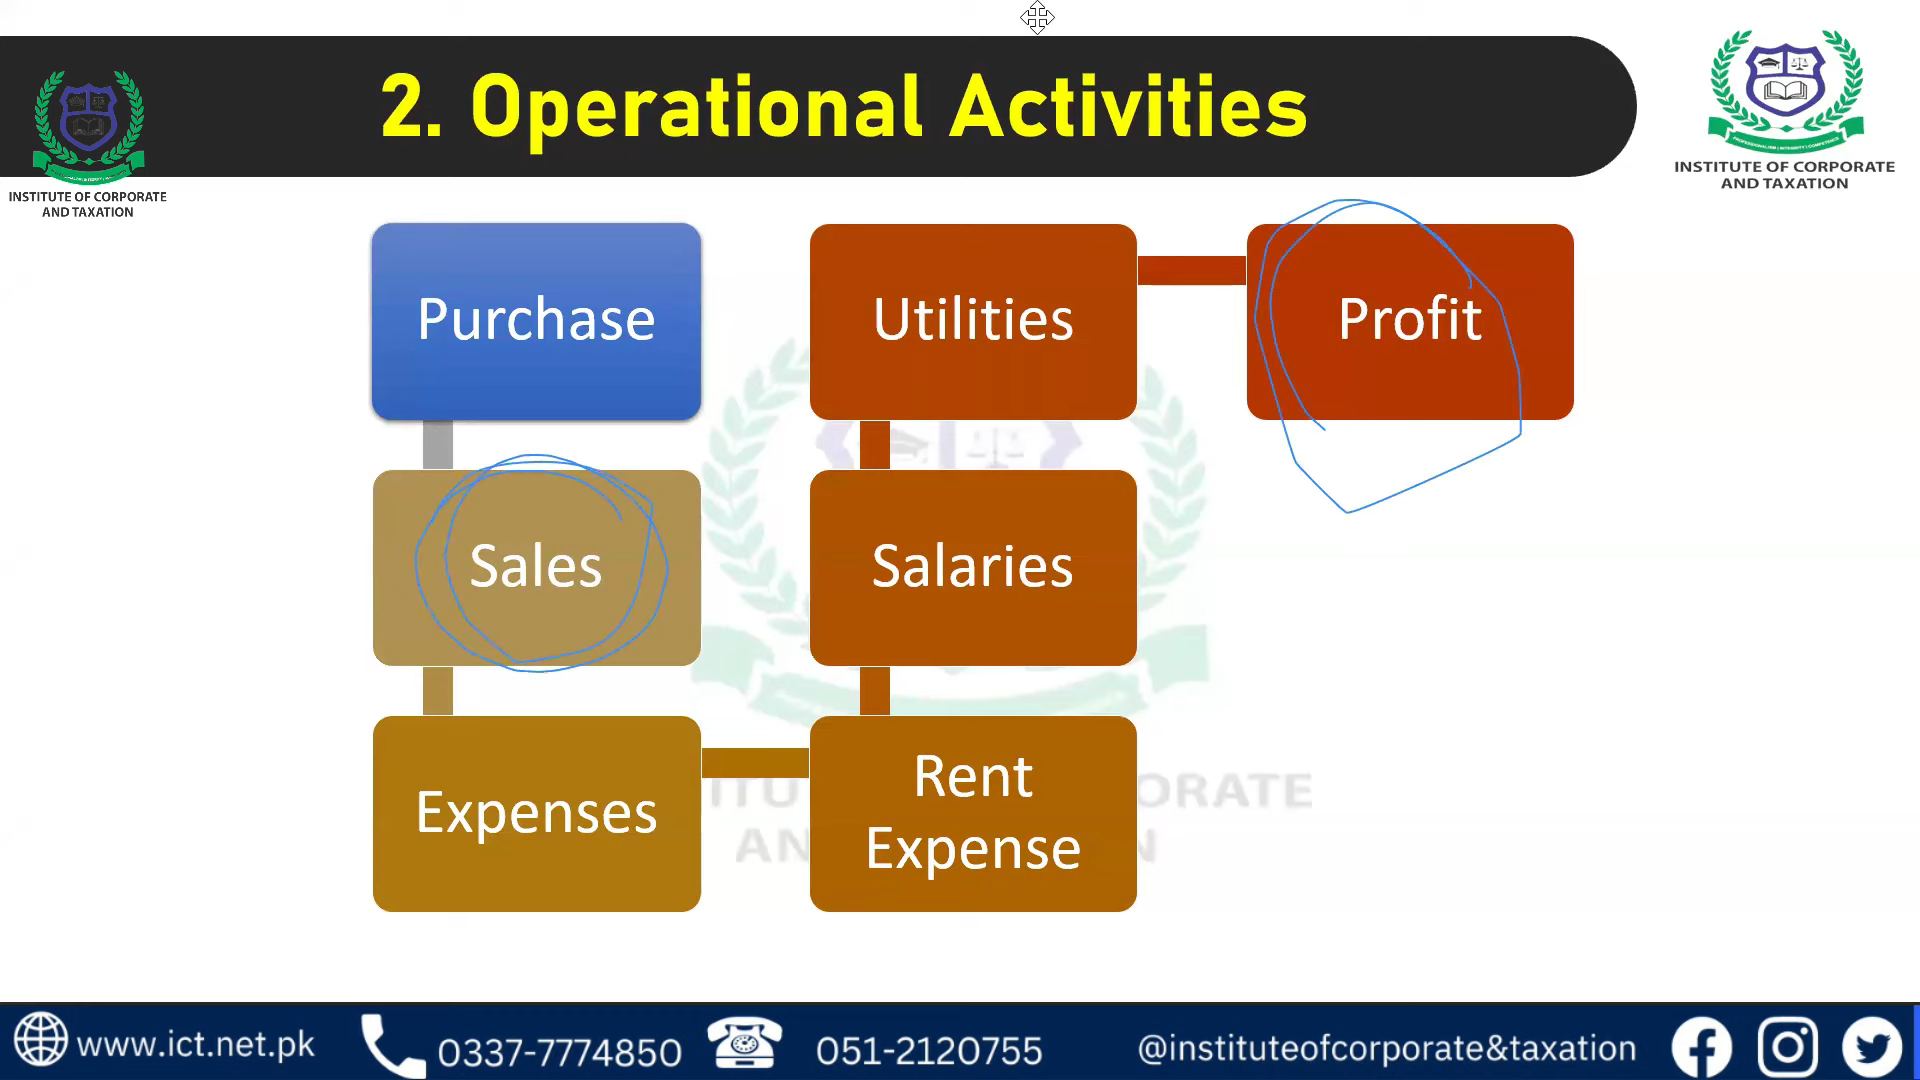 2. Operational Activities
INSTITUTE OF CORPORATE
AND TAXATION
INSTITUTE OF CORPORATE
AND TAXATION
Purchase
Sales
Expenses
Rent
Expense
Salaries
Utilities
Profit
www.ict.net.pk
0337-7774850
051-2120755
@instituteofcorporate&taxation